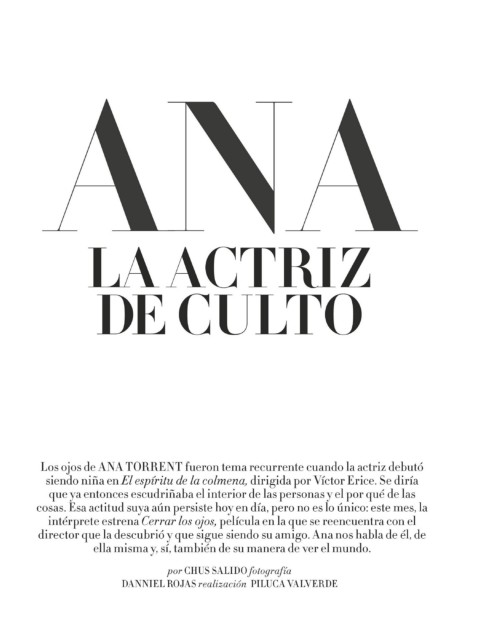 ANA
LA ACTRIZ
DE CULTO
Los ojos de ANA TORRENT fueron tema recurrente cuando la actriz debutó
siendo niña en El espíritu de la colmena, dirigida por Víctor Erice. Se diría
que ya entonces escudriñaba el interior de las personas y el por qué de las
cosas. Esa actitud suya aún persiste hoy en día, pero no es lo único: este mes, la
intérprete estrena Cerrar los ojos, película en la que se reencuentra con el
director que la descubrió y que sigue siendo su amigo. Ana nos habla de él, de
ella misma y, sí, también de su manera de ver el mundo.
por CHUS SALIDO fotografía
DANNIEL ROJAS realización PILUCA VALVERDE